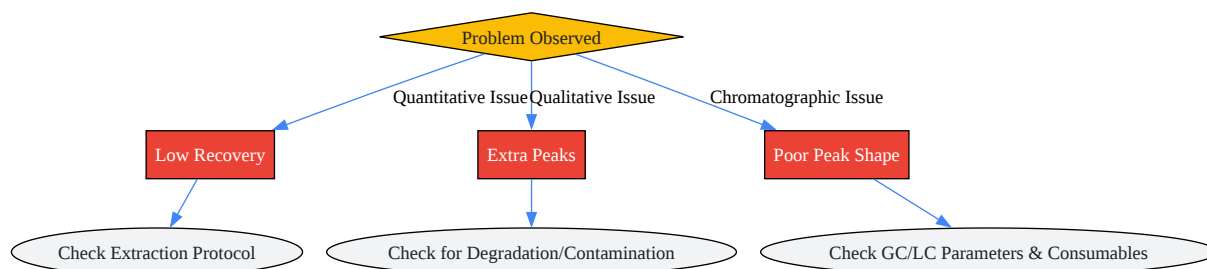 Problem Observed
Quantitative Issue
Qualitative Issue
Chromatographic Issue
Low Recovery
Extra Peaks
Poor Peak Shape
Check Extraction Protocol
Check for Degradation/Contamination
Check GC/LC Parameters & Consumables